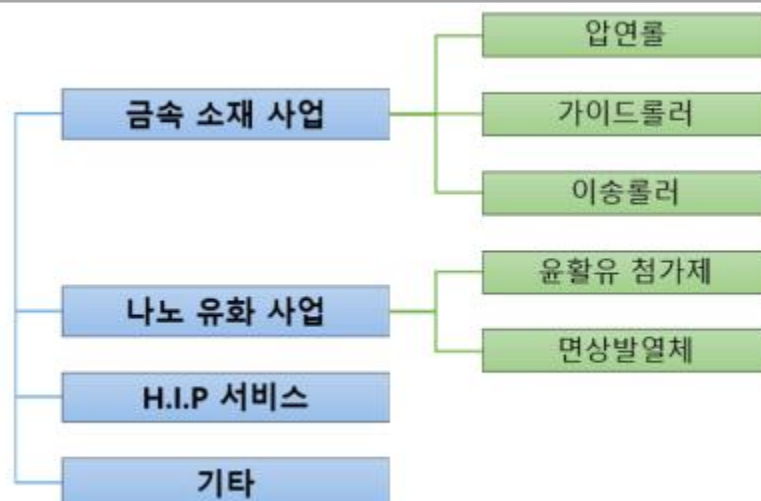 금속 소재 사업
압연롤
가이드롤러
이송롤러
나노 유화 사업
윤활유 첨가제
면상발열체
H.I.P 서비스
기타